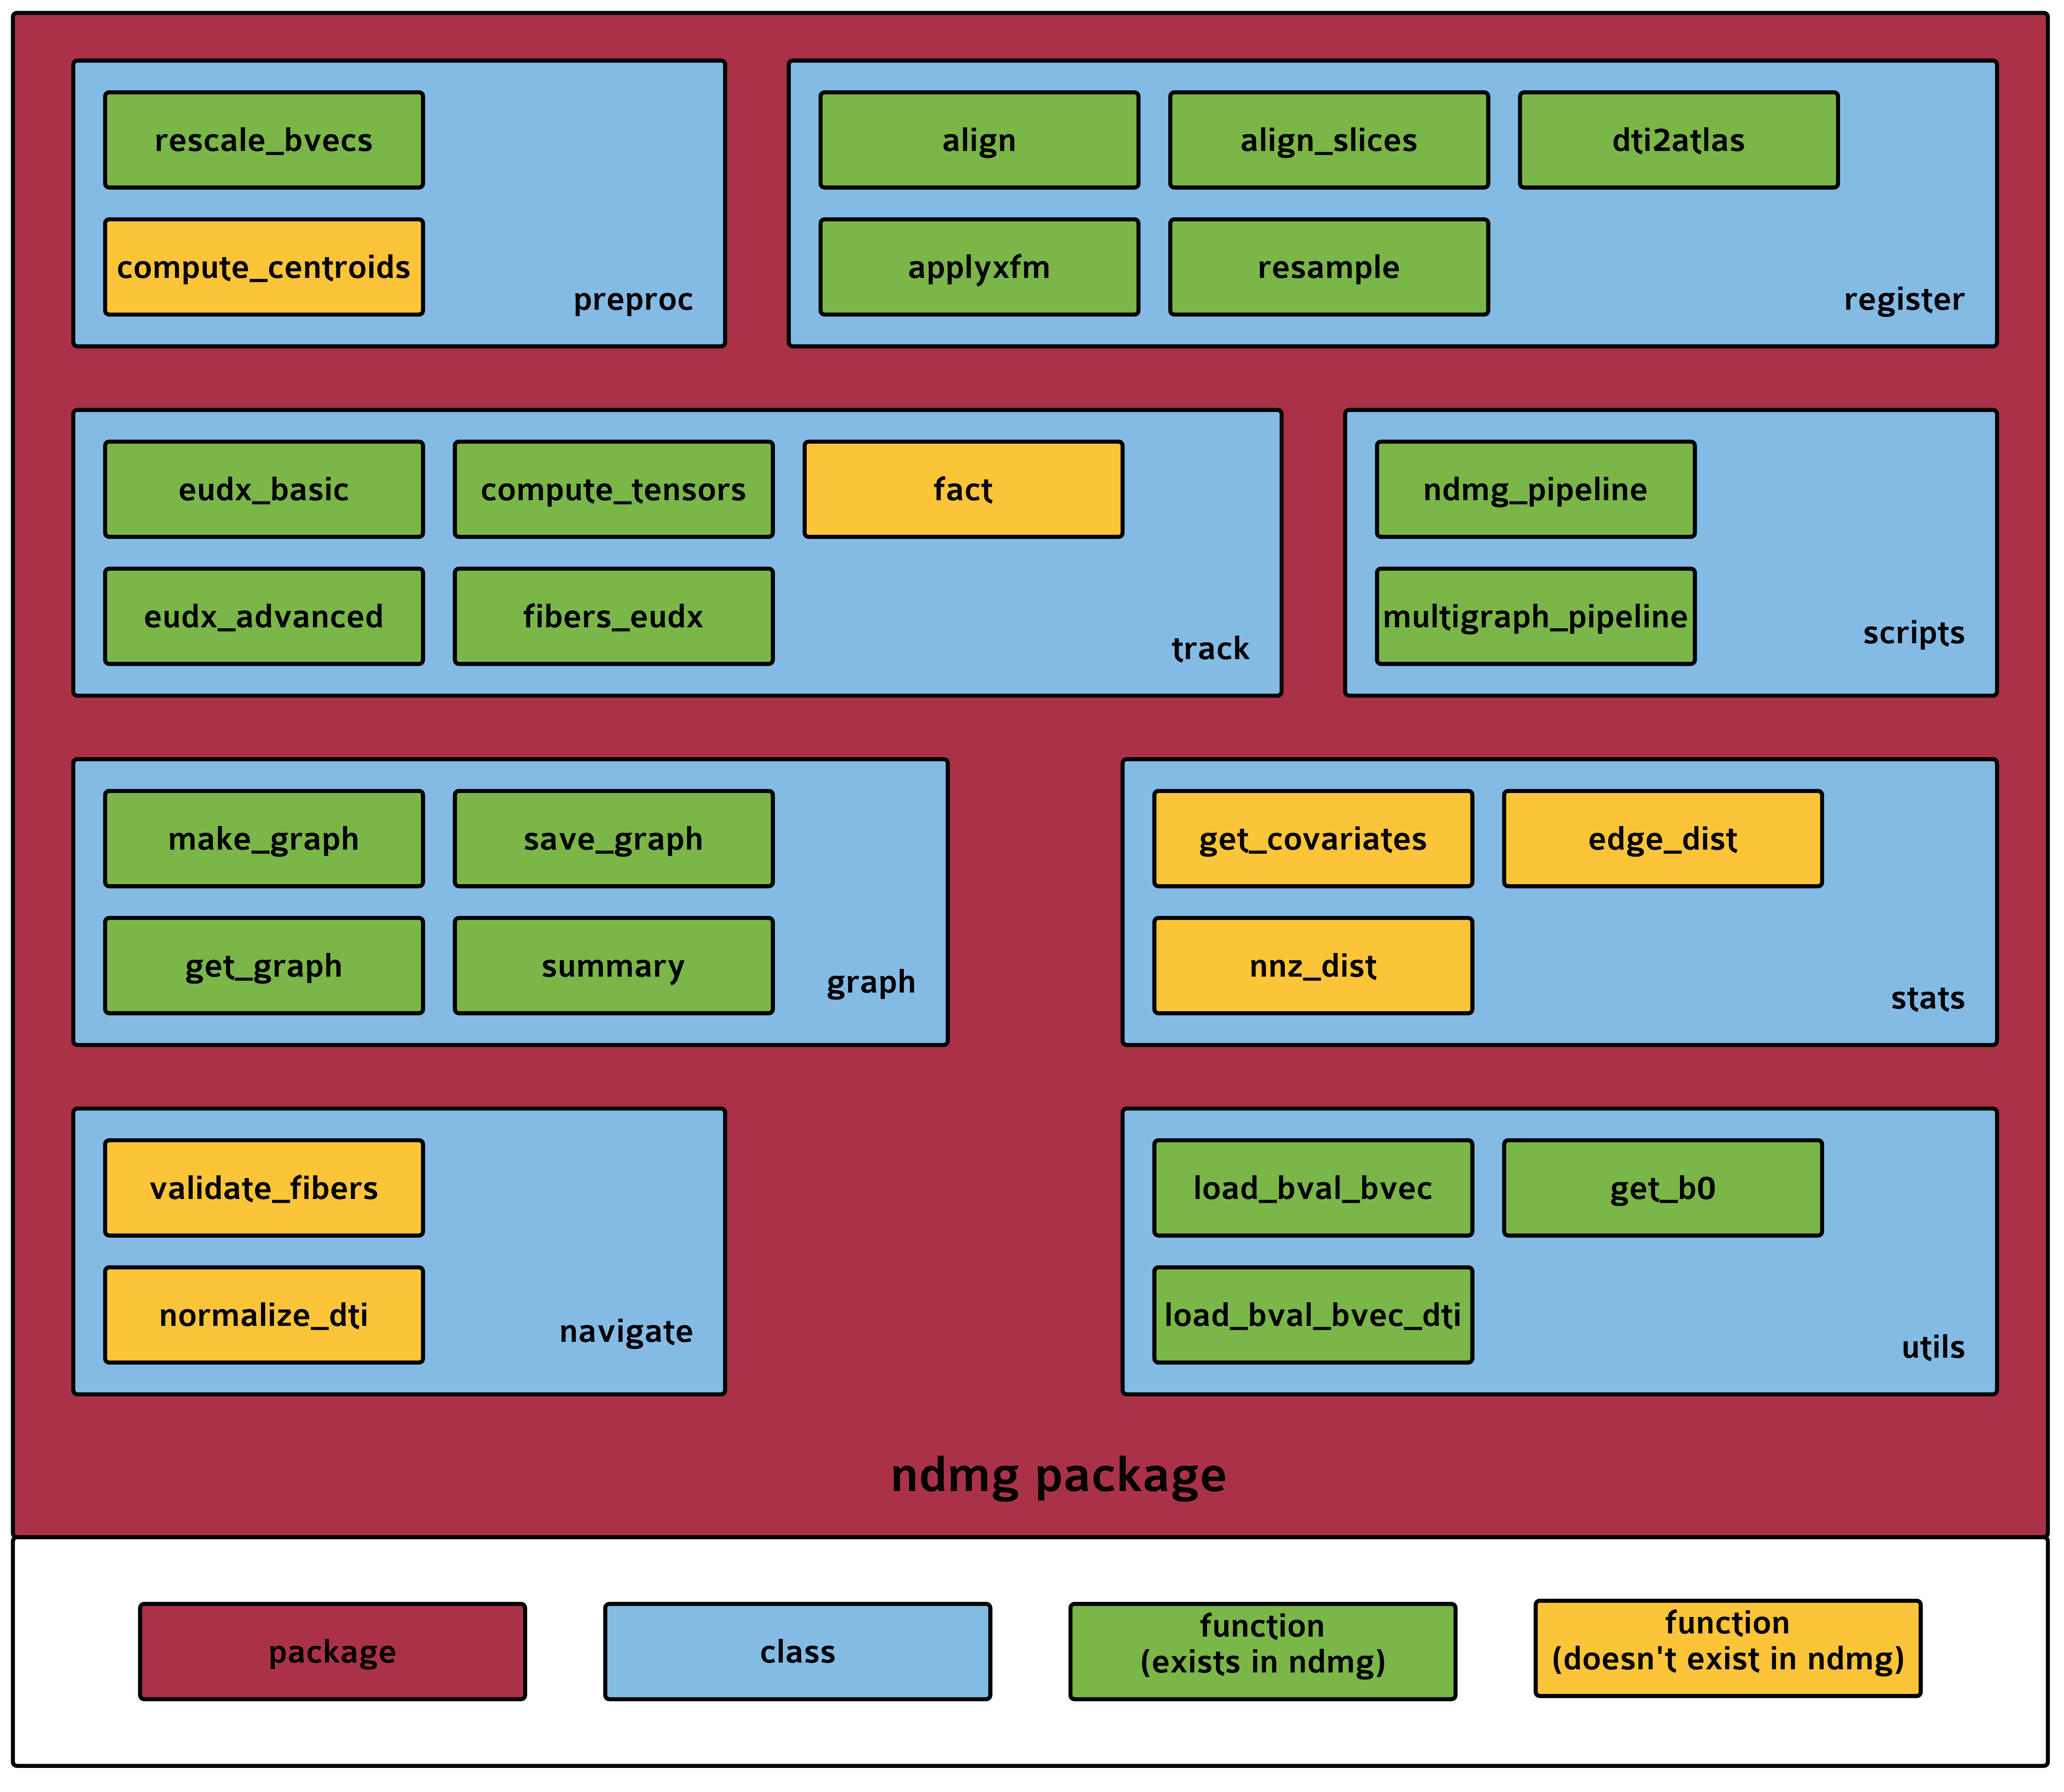 rescale_bvecs
compute_centroids
preproc
align
align_slices
dti2atlas
applyxfm
resample
register
eudx_basic
compute_tensors
fact
eudx_advanced
fibers_eudx
track
ndmg_pipeline
multigraph_pipeline
scripts
make_graph
save_graph
get_graph
summary
graph
get_covariates
edge_dist
nnz_dist
stats
validate_fibers
normalize_dti
navigate
load_bval_bvec
get_b0
load_bval_bvec_dti
utils
ndmg package
package
class
function
(exists in ndmg)
function
(doesn't exist in ndmg)